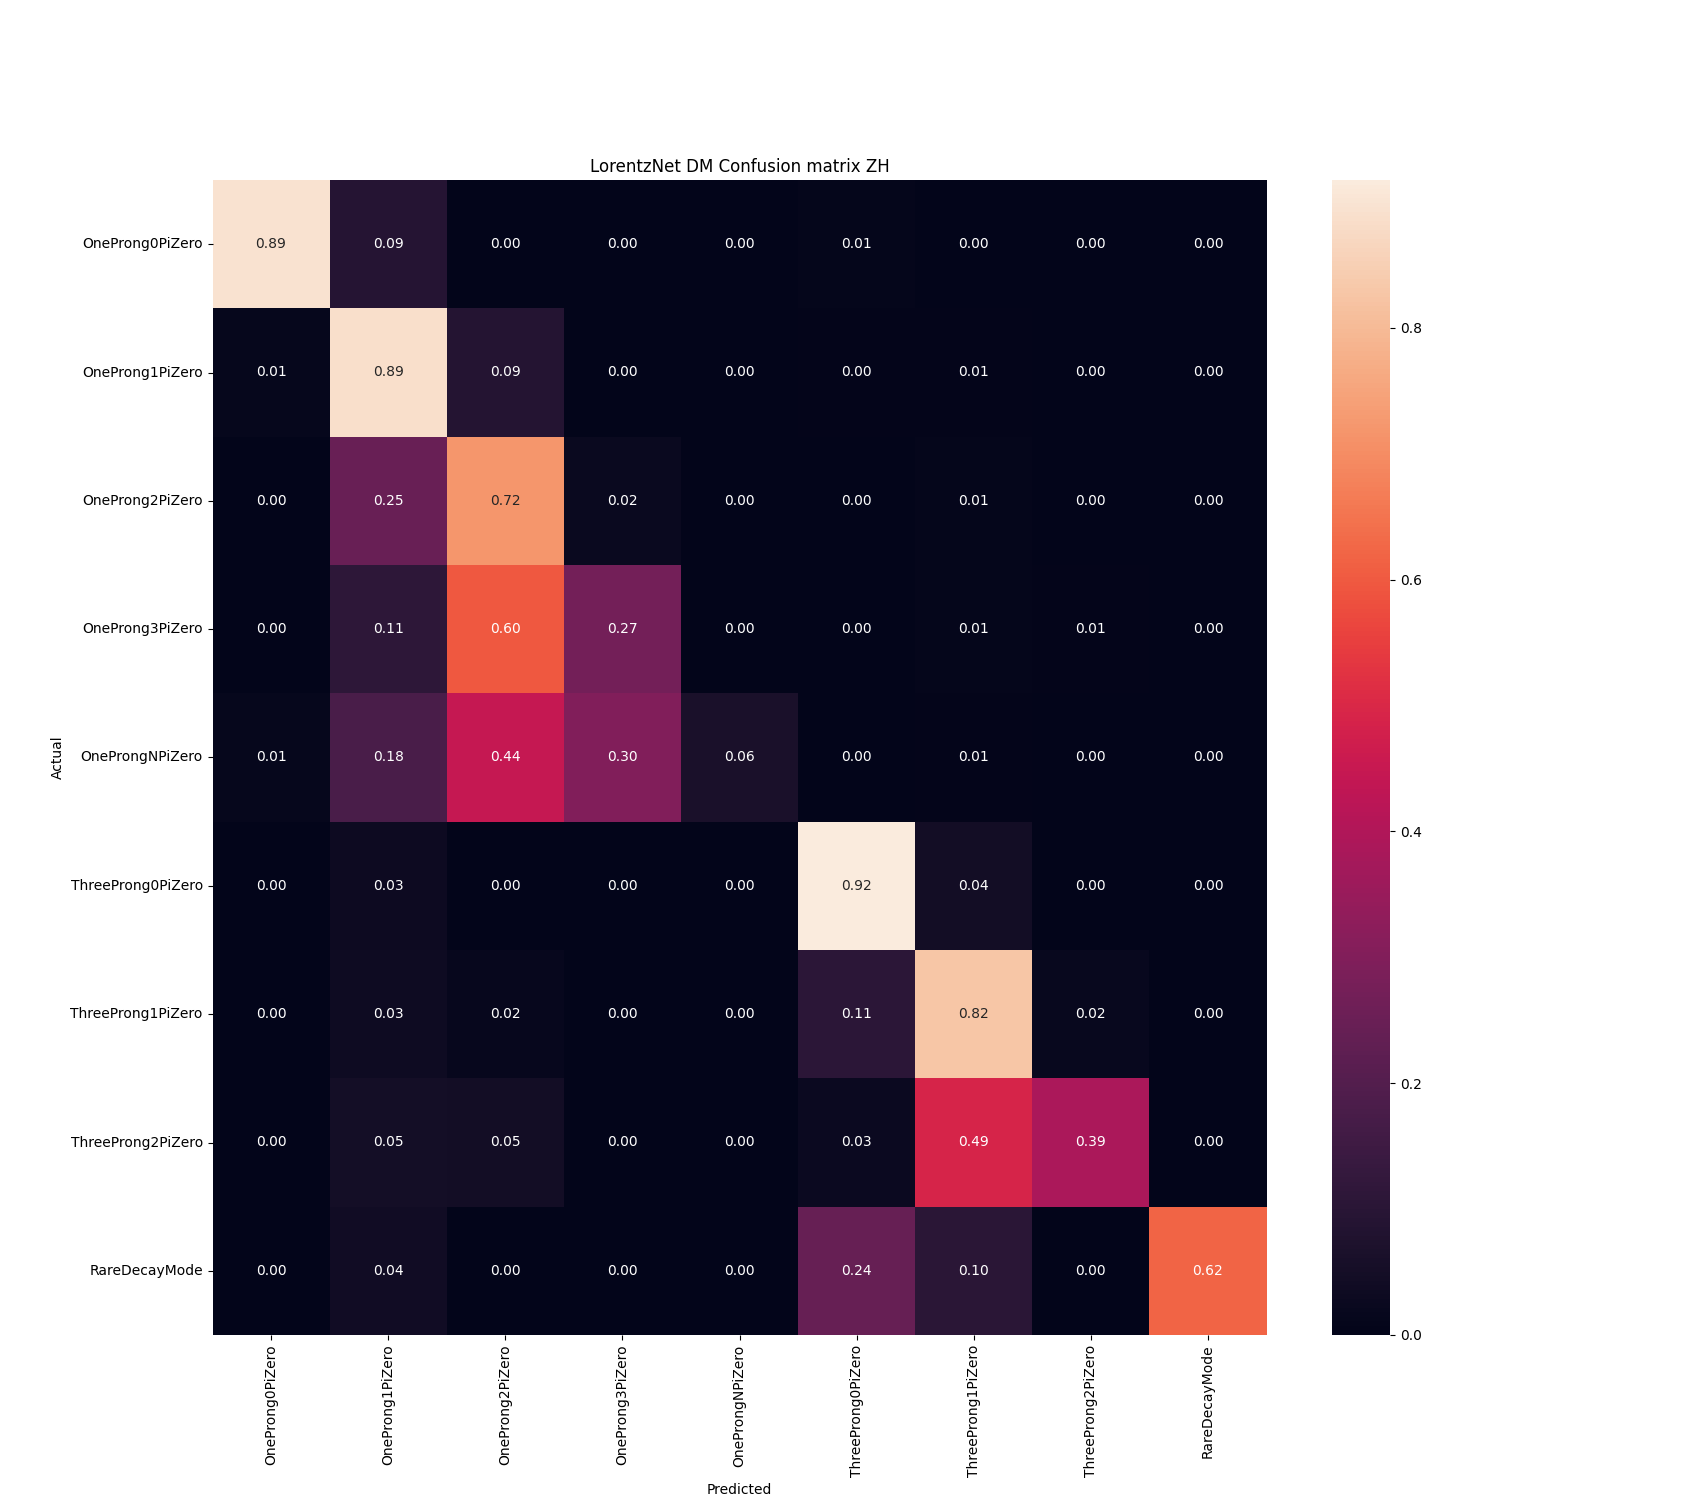 LorentzNet DM Confusion matrix ZH
OneProng0PiZero 0.89 0.09 0.00 0.00 0.00 0.01 0.00 0.00 0.00
0.8
OneProng1PiZero 0.01 0.89 0.09 0.00 0.00 0.00 0.01 0.00 0.00
OneProng2PiZero 0.00 0.25 0.72 0.02 0.00 0.00 0.01 0.00 0.00
0.6
OneProng3PiZero 0.00 0.11 0.60 0.27 0.00 0.00 0.01 0.01 0.00
Actual
OneProngNPiZero 0.01 0.18 0.44 0.30 0.06 0.00 0.01 0.00 0.00
0.4
ThreeProng0PiZero 0.00 0.03 0.00 0.00 0.00 0.92 0.04 0.00 0.00
ThreeProng1PiZero 0.00 0.03 0.02 0.00 0.00 0.11 0.82 0.02 0.00
0.2
ThreeProng2PiZero 0.00 0.05 0.05 0.00 0.00 0.03 0.49 0.39 0.00
RareDecayMode 0.00 0.04 0.00 0.00 0.00 0.24 0.10 0.00 0.62
0.0
OneProng0PiZero
OneProng1PiZero
OneProng2PiZero
OneProng3PiZero
OneProngNPiZero
ThreeProng0PiZero
ThreeProng1PiZero
ThreeProng2PiZero
RareDecayMode
Predicted